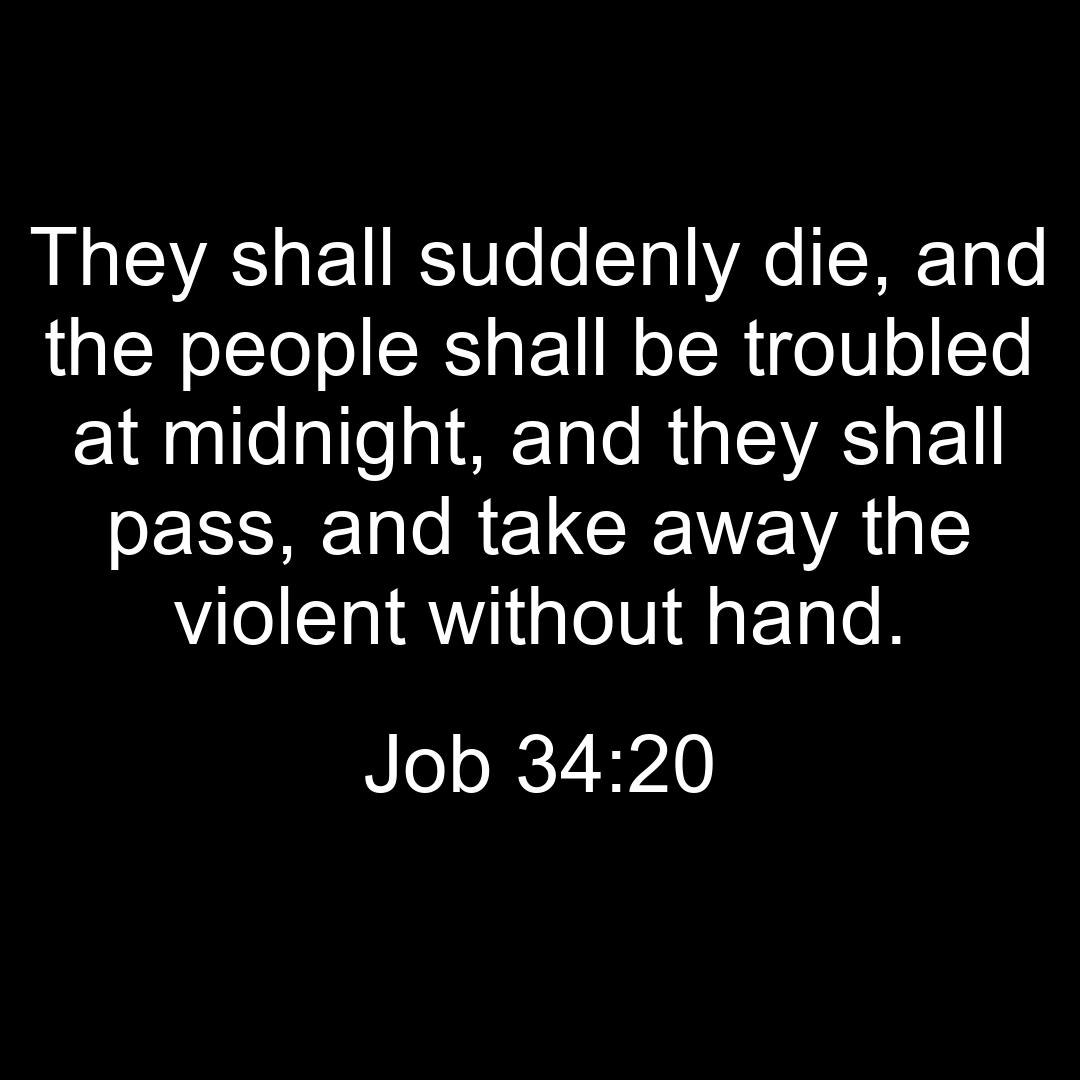 They shall suddenly die, and
the people shall be troubled
at midnight, and they shall
pass, and take away the
violent without hand.
Job 34:20